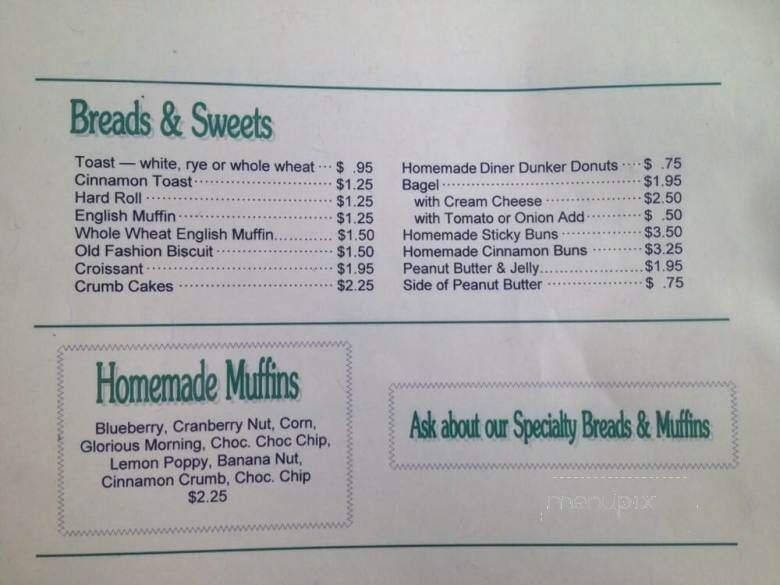 Breads & Sweets
Toast — white, rye or whole wheat ··· $ .95
Cinnamon Toast ··· $1.25
Hard Roll ··· $1.25
English Muffin ··· $1.25
Whole Wheat English Muffin........... $1.50
Old Fashion Biscuit ··· $1.50
Croissant ··· $1.95
Crumb Cakes ··· $2.25
Homemade Diner Dunker Donuts ···· $ .75
Bagel ··· $1.95
with Cream Cheese ··· $2.50
with Tomato or Onion Add ··· $ .50
Homemade Sticky Buns ··· $3.50
Homemade Cinnamon Buns ··· $3.25
Peanut Butter & Jelly.................... $1.95
Side of Peanut Butter ··· $ .75
Homemade Muffins
Blueberry, Cranberry Nut, Corn,
Glorious Morning, Choc. Choc Chip,
Lemon Poppy, Banana Nut,
Cinnamon Crumb, Choc. Chip
$2.25
Ask about our Specialty Breads & Muffins
menupix